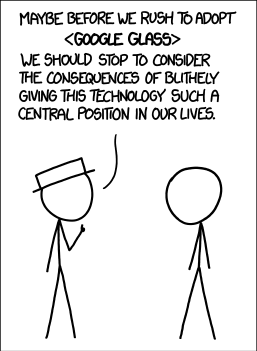 MAYBE BEFORE WE RUSH TO ADOPT
<GOOGLE GLASS>
WE SHOULD STOP TO CONSIDER
THE CONSEQUENCES OF BLITHELY
GIVING THIS TECHNOLOGY SUCH A
CENTRAL POSITION IN OUR LIVES.